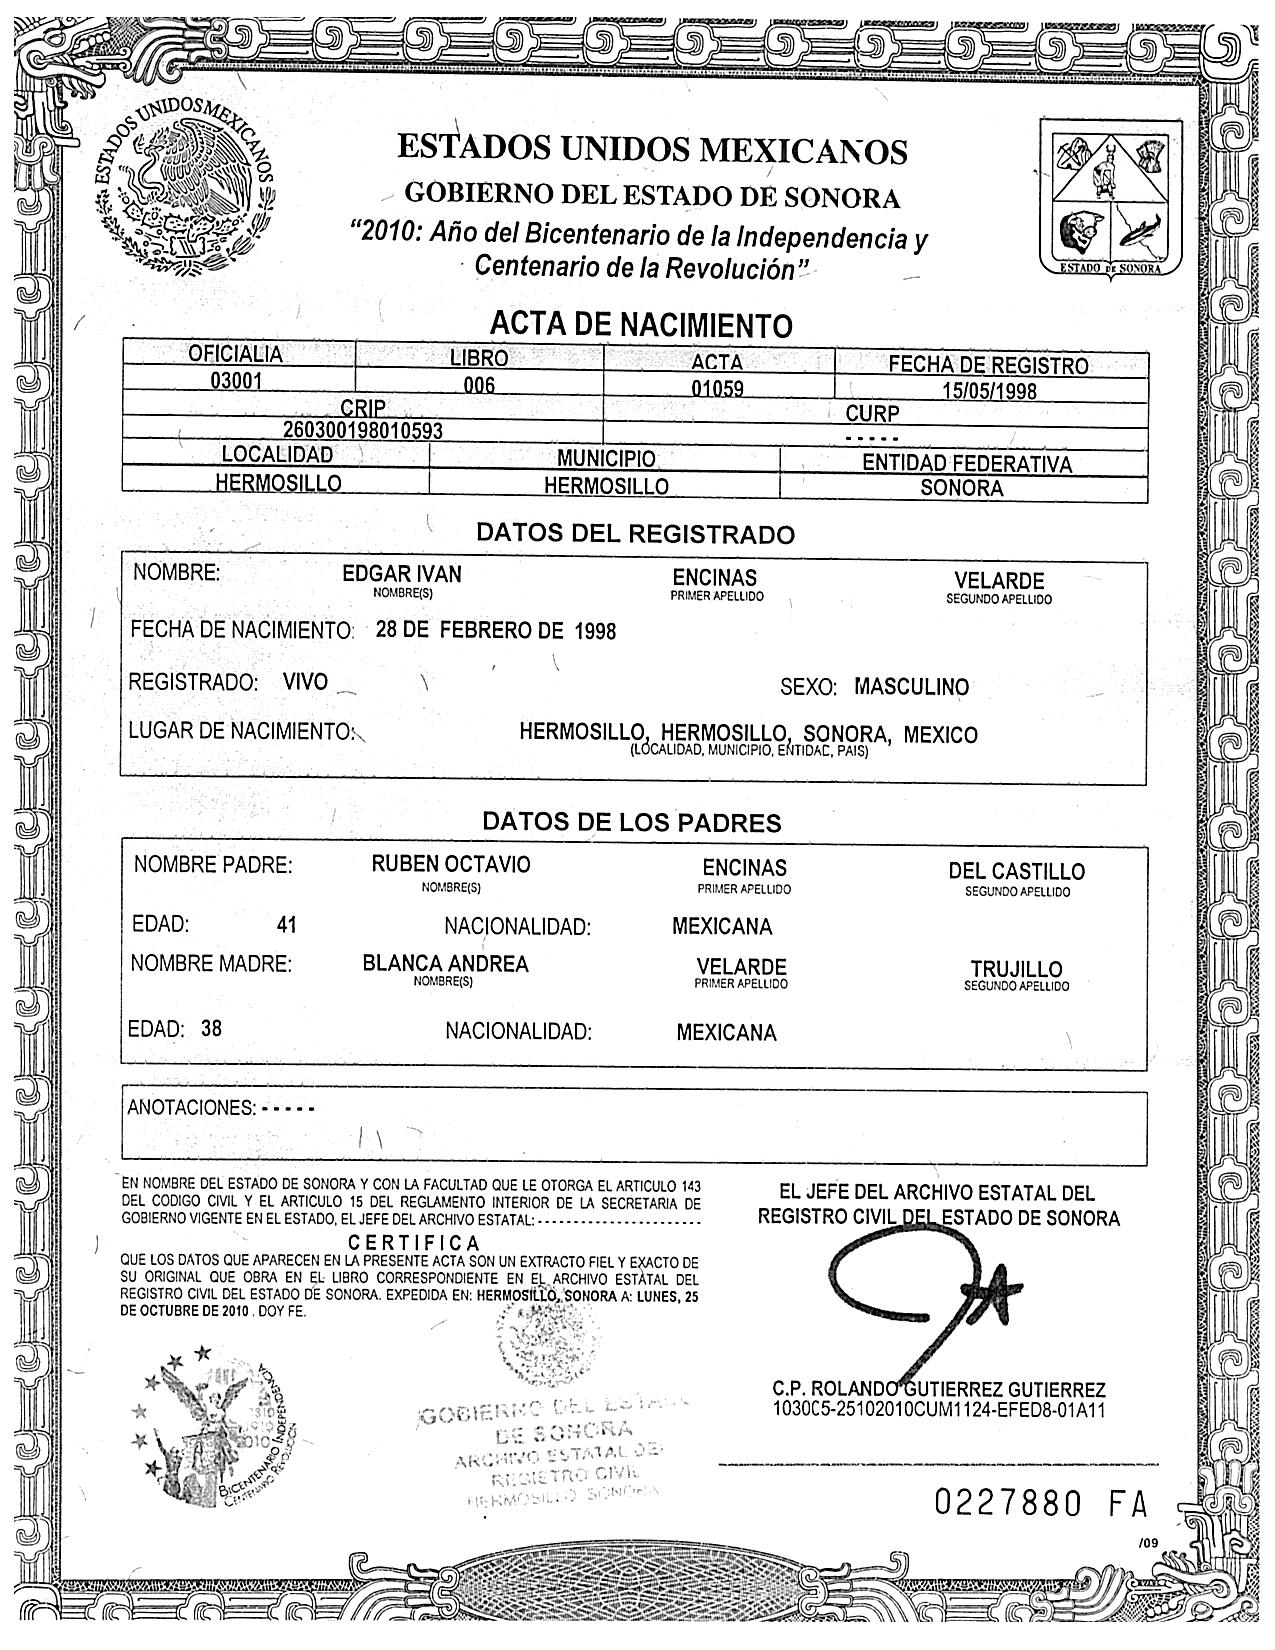 ESTADOS UNIDOS MEXICANOS
ESTADOS UNIDOS MEXICANOS
GOBIERNO DEL ESTADO DE SONORA
"2010: Año del Bicentenario de la Independencia y
Centenario de la Revolución"
ESTADO DE SONORA
ACTA DE NACIMIENTO
OFICIALIA LIBRO ACTA FECHA DE REGISTRO
03001 006 01059 15/05/1998
CRIP CURP
260300198010593 - - - - -
LOCALIDAD MUNICIPIO ENTIDAD FEDERATIVA
HERMOSILLO HERMOSILLO SONORA
DATOS DEL REGISTRADO
NOMBRE: EDGAR IVAN ENCINAS VELARDE
NOMBRE(S) PRIMER APELLIDO SEGUNDO APELLIDO
FECHA DE NACIMIENTO: 28 DE FEBRERO DE 1998
REGISTRADO: VIVO SEXO: MASCULINO
LUGAR DE NACIMIENTO: HERMOSILLO, HERMOSILLO, SONORA, MEXICO
(LOCALIDAD, MUNICIPIO, ENTIDAD, PAIS)
DATOS DE LOS PADRES
NOMBRE PADRE: RUBEN OCTAVIO ENCINAS DEL CASTILLO
NOMBRE(S) PRIMER APELLIDO SEGUNDO APELLIDO
EDAD: 41 NACIONALIDAD: MEXICANA
NOMBRE MADRE: BLANCA ANDREA VELARDE TRUJILLO
NOMBRE(S) PRIMER APELLIDO SEGUNDO APELLIDO
EDAD: 38 NACIONALIDAD: MEXICANA
ANOTACIONES: - - - - -
EN NOMBRE DEL ESTADO DE SONORA Y CON LA FACULTAD QUE LE OTORGA EL ARTICULO 143
DEL CODIGO CIVIL Y EL ARTICULO 15 DEL REGLAMENTO INTERIOR DE LA SECRETARIA DE
GOBIERNO VIGENTE EN EL ESTADO, EL JEFE DEL ARCHIVO ESTATAL: - - - - - - - - - - - - - - - - - - - - - -
CERTIFICA
QUE LOS DATOS QUE APARECEN EN LA PRESENTE ACTA SON UN EXTRACTO FIEL Y EXACTO DE
SU ORIGINAL QUE OBRA EN EL LIBRO CORRESPONDIENTE EN EL ARCHIVO ESTATAL DEL
REGISTRO CIVIL DEL ESTADO DE SONORA. EXPEDIDA EN: HERMOSILLO, SONORA A: LUNES, 25
DE OCTUBRE DE 2010. DOY FE.
EL JEFE DEL ARCHIVO ESTATAL DEL
REGISTRO CIVIL DEL ESTADO DE SONORA
C.P. ROLANDO GUTIERREZ GUTIERREZ
1030C5-25102010CUM1124-EFED8-01A11
BICENTENARIO INDEPENDENCIA
CENTENARIO REVOLUCIÓN
2010
GOBIERNO DEL ESTADO
DE SONORA
ARCHIVO ESTATAL DEL
REGISTRO CIVIL
HERMOSILLO SONORA
0227880 FA
/09